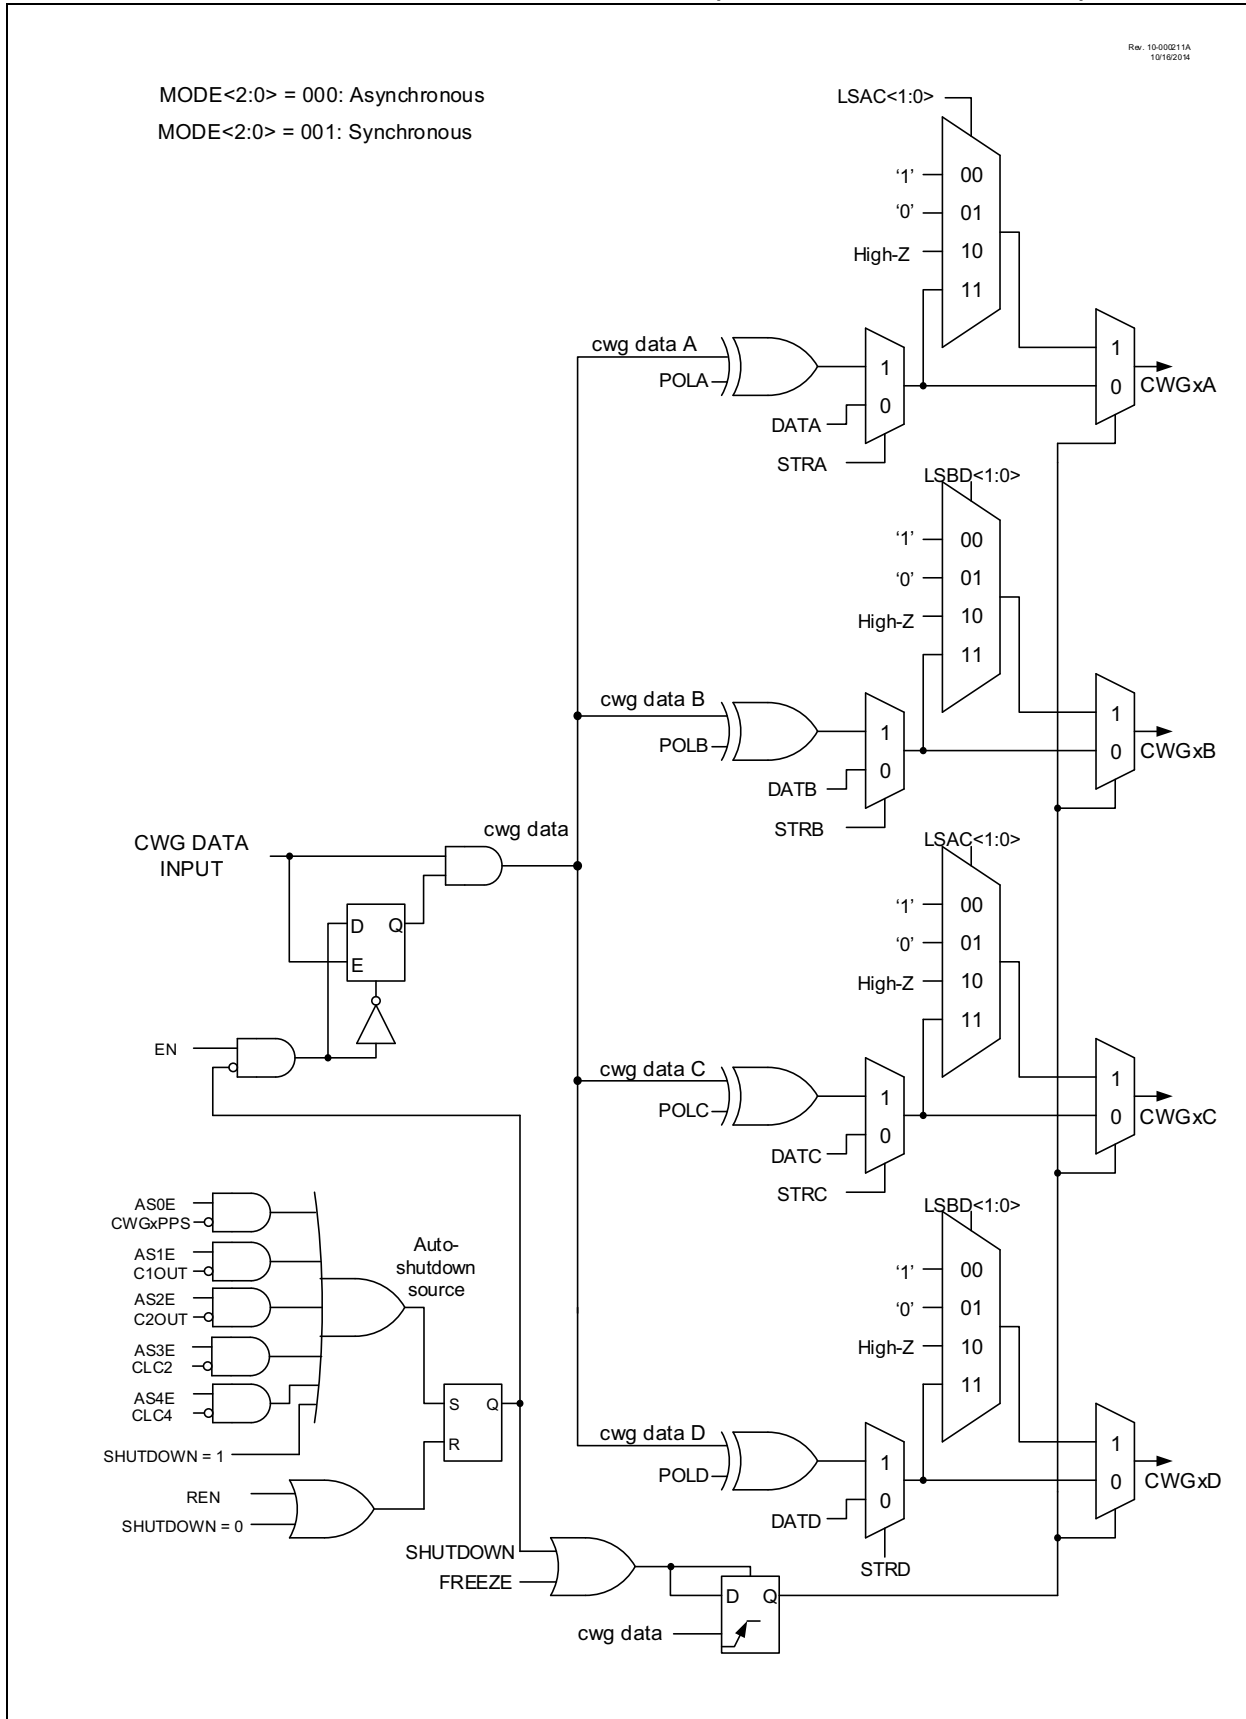 Rev. 10-000211A
10/16/2014
MODE<2:0> = 000: Asynchronous
MODE<2:0> = 001: Synchronous
LSAC<1:0>
'1'
00
'0'
01
High-Z
10
11
cwg data A
POLA
1
0
DATA
STRA
1
0
CWGxA
LSBD<1:0>
'1'
00
'0'
01
High-Z
10
11
cwg data B
POLB
1
0
DATB
STRB
1
0
CWGxB
CWG DATA
INPUT
cwg data
D
Q
E
EN
LSAC<1:0>
'1'
00
'0'
01
High-Z
10
11
cwg data C
POLC
1
0
DATC
STRC
1
0
CWGxC
AS0E
CWGxPPS
AS1E
C1OUT
AS2E
C2OUT
AS3E
CLC2
AS4E
CLC4
SHUTDOWN = 1
Auto-
shutdown
source
S
Q
R
REN
SHUTDOWN = 0
LSBD<1:0>
'1'
00
'0'
01
High-Z
10
11
cwg data D
POLD
1
0
DATD
STRD
1
0
CWGxD
SHUTDOWN
FREEZE
D
Q
cwg data